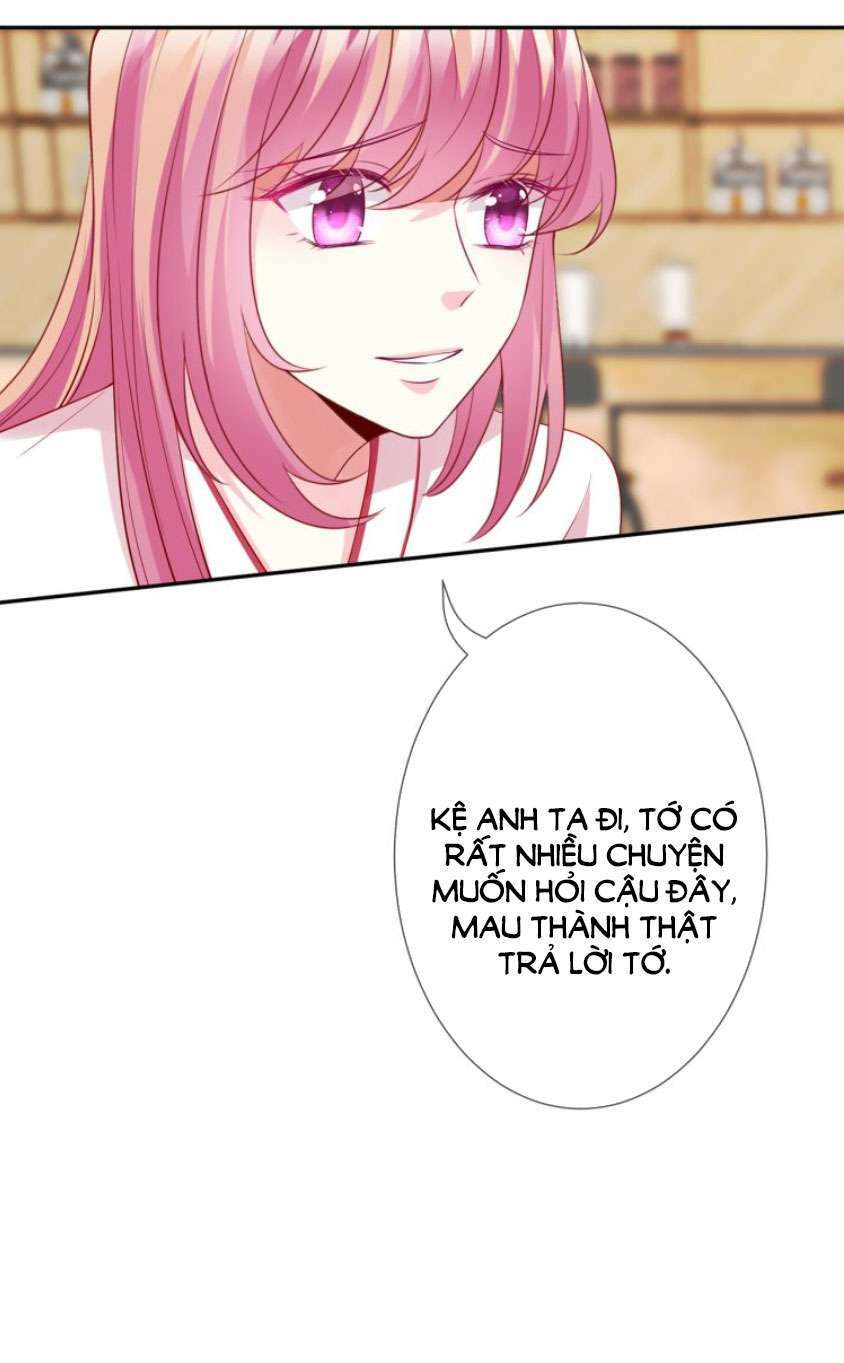 KỆ ANH TA ĐI, TỚ CÓ
RẤT NHIỀU CHUYỆN
MUỐN HỎI CẬU ĐÂY,
MAU THÀNH THẬT
TRẢ LỜI TỚ.